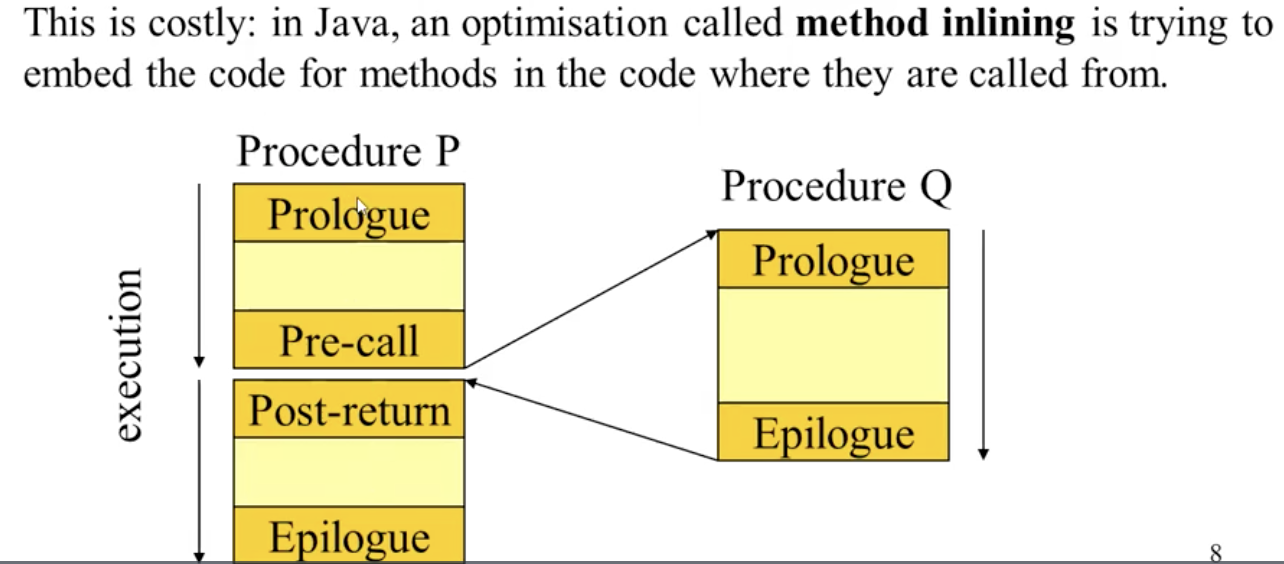 This is costly: in Java, an optimisation called method inlining is trying to
embed the code for methods in the code where they are called from.
Procedure P
Prologue
Pre-call
Post-return
Epilogue
execution
Procedure Q
Prologue
Epilogue
8